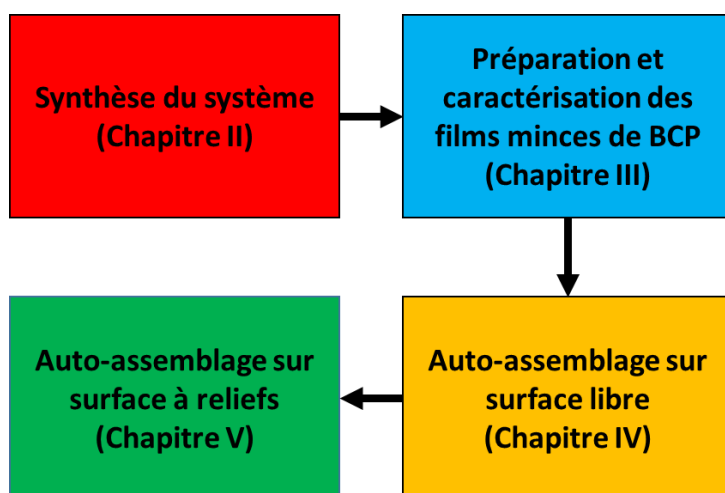 Synthèse du système
(Chapitre II)
Préparation et
caractérisation des
films minces de BCP
(Chapitre III)
Auto-assemblage sur
surface libre
(Chapitre IV)
Auto-assemblage sur
surface à reliefs
(Chapitre V)